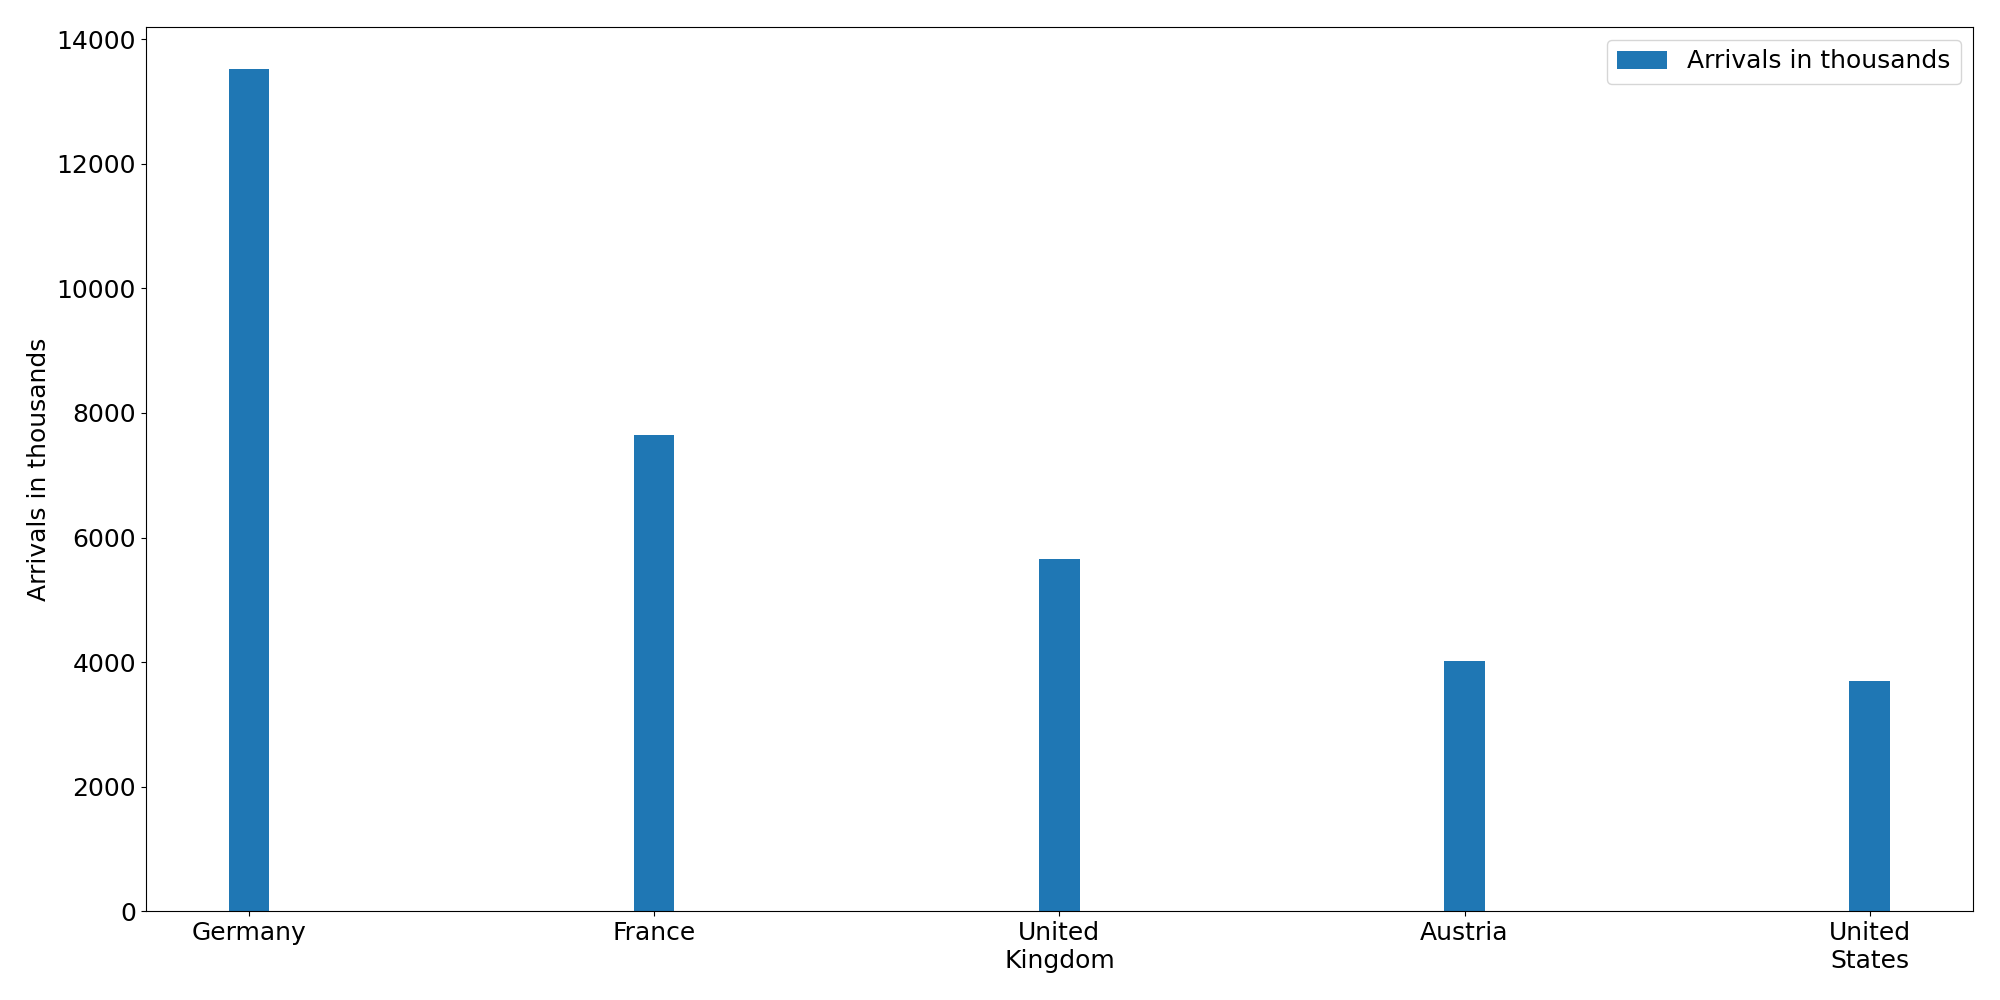 Arrivals in thousands
14000
12000
10000
8000
6000
4000
2000
0
Arrivals in thousands
Germany
France
United
Kingdom
Austria
United
States